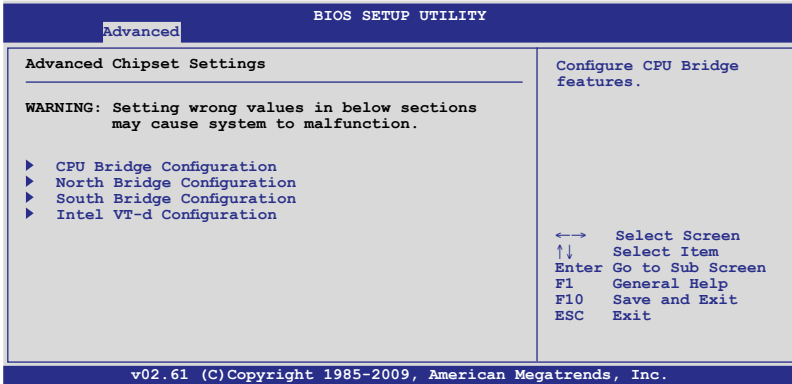 BIOS SETUP UTILITY
Advanced
Advanced Chipset Settings
WARNING: Setting wrong values in below sections
may cause system to malfunction.
CPU Bridge Configuration
North Bridge Configuration
South Bridge Configuration
Intel VT-d Configuration
Configure CPU Bridge
features.
←→ Select Screen
↑↓ Select Item
Enter Go to Sub Screen
F1 General Help
F10 Save and Exit
ESC Exit
v02.61 (C)Copyright 1985-2009, American Megatrends, Inc.